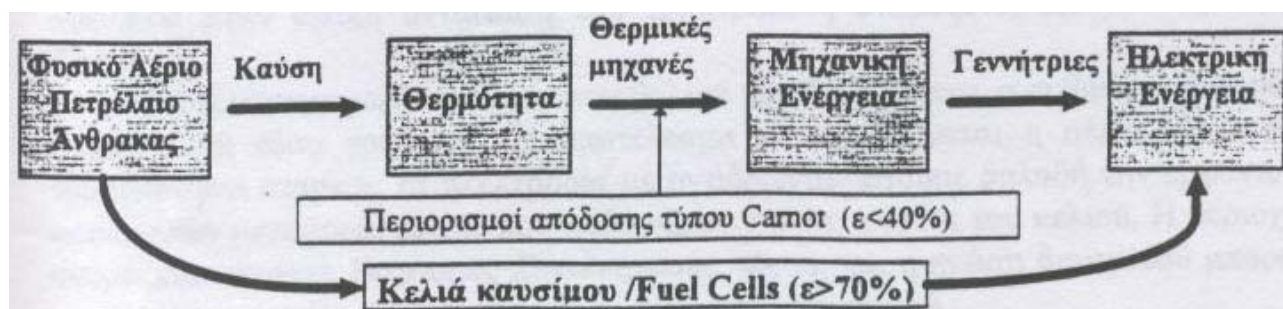 Φυσικό Αέριο
Πετρέλαιο
Άνθρακας
Καύση
Θερμότητα
Θερμικές
μηχανές
Μηχανική
Ενέργεια
Γεννήτριες
Ηλεκτρική
Ενέργεια
Περιορισμοί απόδοσης τύπου Carnot (ε<40%)
Κελιά καυσίμου /Fuel Cells (ε>70%)